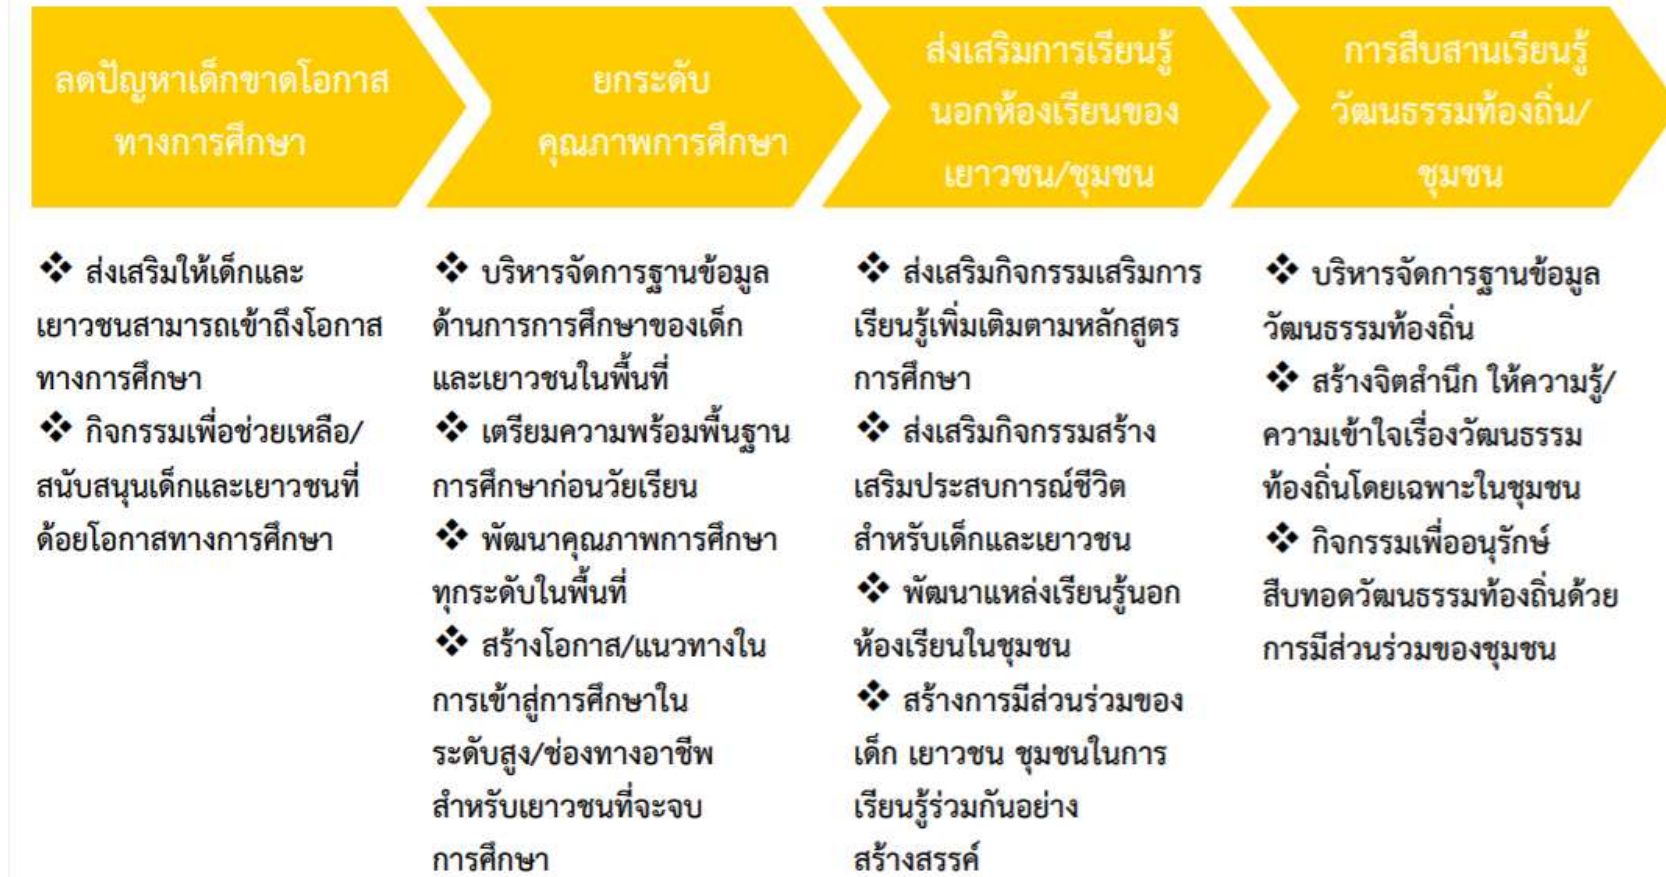 ลดปัญหาเด็กขาดโอกาส
ทางการศึกษา
ยกระดับ
คุณภาพการศึกษา
ส่งเสริมการเรียนรู้
นอกห้องเรียนของ
เยาวชน/ชุมชน
การสืบสานเรียนรู้
วัฒนธรรมท้องถิ่น/
ชุมชน
❖ ส่งเสริมให้เด็กและ
เยาวชนสามารถเข้าถึงโอกาส
ทางการศึกษา
❖ กิจกรรมเพื่อช่วยเหลือ/
สนับสนุนเด็กและเยาวชนที่
ด้อยโอกาสทางการศึกษา
❖ บริหารจัดการฐานข้อมูล
ด้านการการศึกษาของเด็ก
และเยาวชนในพื้นที่
❖ เตรียมความพร้อมพื้นฐาน
การศึกษาก่อนวัยเรียน
❖ พัฒนาคุณภาพการศึกษา
ทุกระดับในพื้นที่
❖ สร้างโอกาส/แนวทางใน
การเข้าสู่การศึกษาใน
ระดับสูง/ช่องทางอาชีพ
สำหรับเยาวชนที่จะจบ
การศึกษา
❖ ส่งเสริมกิจกรรมเสริมการ
เรียนรู้เพิ่มเติมตามหลักสูตร
การศึกษา
❖ ส่งเสริมกิจกรรมสร้าง
เสริมประสบการณ์ชีวิต
สำหรับเด็กและเยาวชน
❖ พัฒนาแหล่งเรียนรู้นอก
ห้องเรียนในชุมชน
❖ สร้างการมีส่วนร่วมของ
เด็ก เยาวชน ชุมชนในการ
เรียนรู้ร่วมกันอย่าง
สร้างสรรค์
❖ บริหารจัดการฐานข้อมูล
วัฒนธรรมท้องถิ่น
❖ สร้างจิตสำนึก ให้ความรู้/
ความเข้าใจเรื่องวัฒนธรรม
ท้องถิ่นโดยเฉพาะในชุมชน
❖ กิจกรรมเพื่ออนุรักษ์
สืบทอดวัฒนธรรมท้องถิ่นด้วย
การมีส่วนร่วมของชุมชน